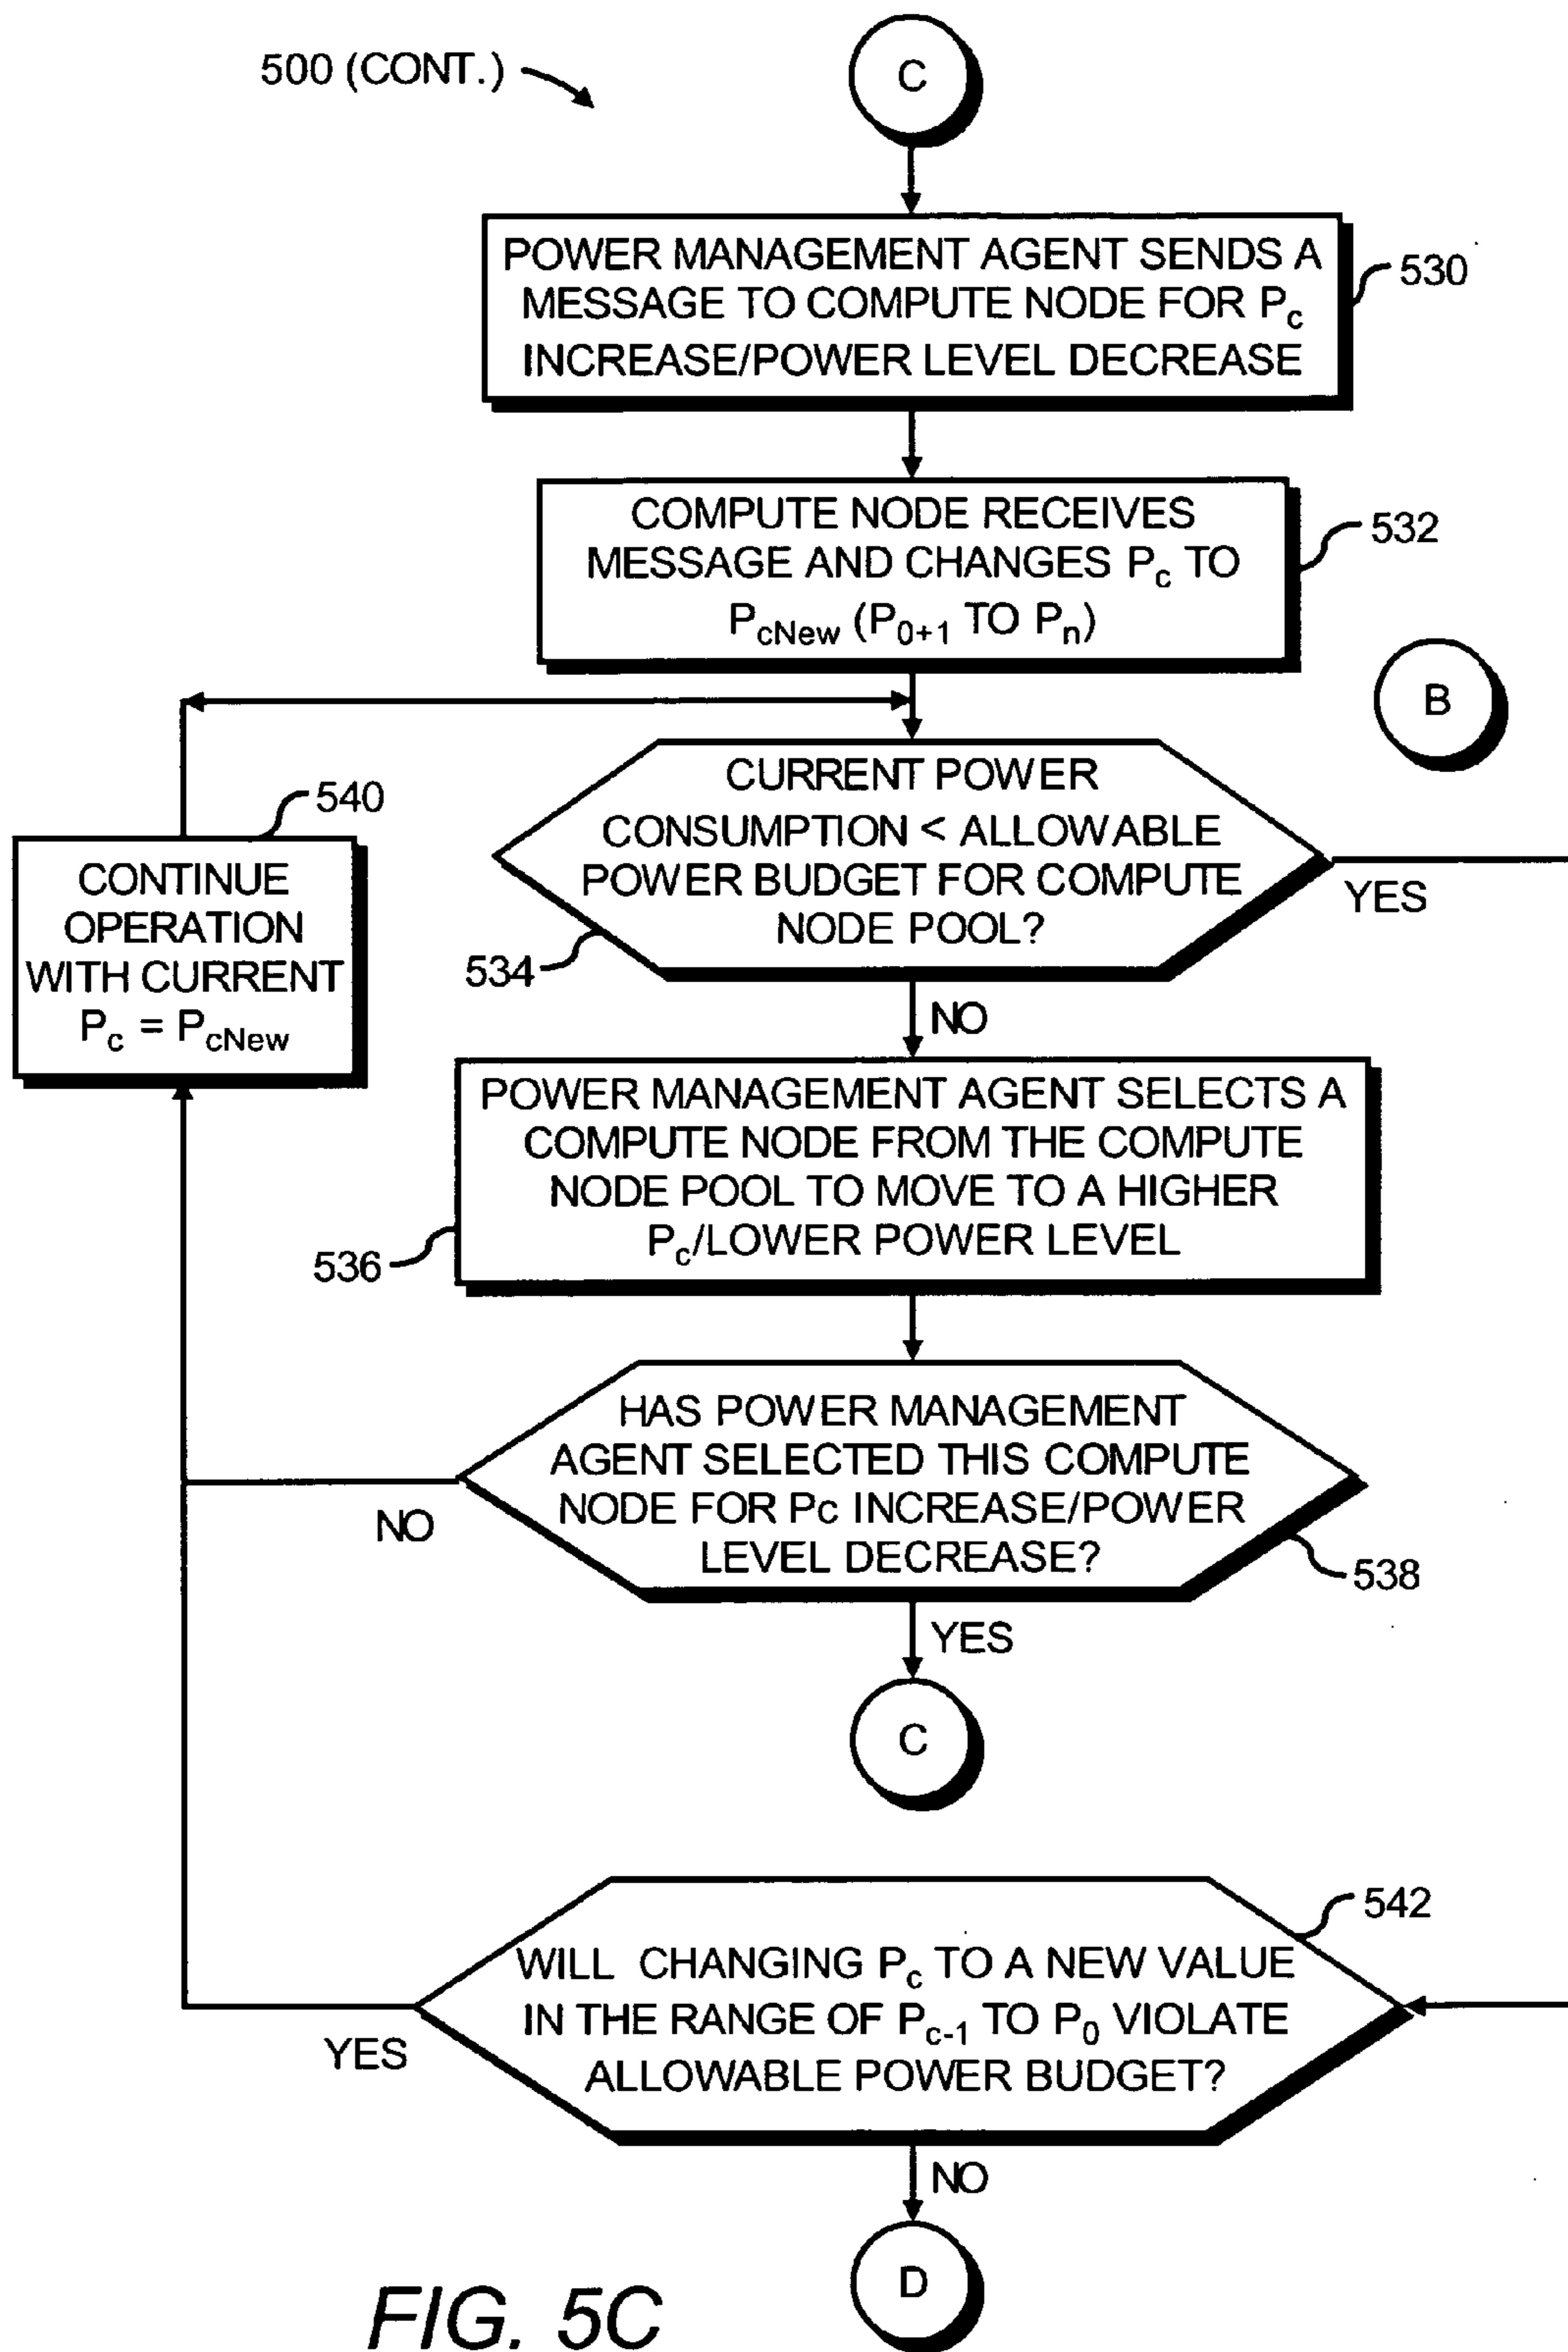 500 (CONT.)
C
POWER MANAGEMENT AGENT SENDS A
MESSAGE TO COMPUTE NODE FOR Pc
INCREASE/POWER LEVEL DECREASE
530
COMPUTE NODE RECEIVES
MESSAGE AND CHANGES Pc TO
PcNew (P0+1 TO Pn)
532
B
CURRENT POWER
CONSUMPTION < ALLOWABLE
POWER BUDGET FOR COMPUTE
NODE POOL?
534
YES
NO
540
CONTINUE
OPERATION
WITH CURRENT
Pc = PcNew
POWER MANAGEMENT AGENT SELECTS A
COMPUTE NODE FROM THE COMPUTE
NODE POOL TO MOVE TO A HIGHER
Pc/LOWER POWER LEVEL
536
HAS POWER MANAGEMENT
AGENT SELECTED THIS COMPUTE
NODE FOR Pc INCREASE/POWER
LEVEL DECREASE?
538
NO
YES
C
542
WILL CHANGING Pc TO A NEW VALUE
IN THE RANGE OF Pc-1 TO P0 VIOLATE
ALLOWABLE POWER BUDGET?
YES
NO
D
FIG. 5C